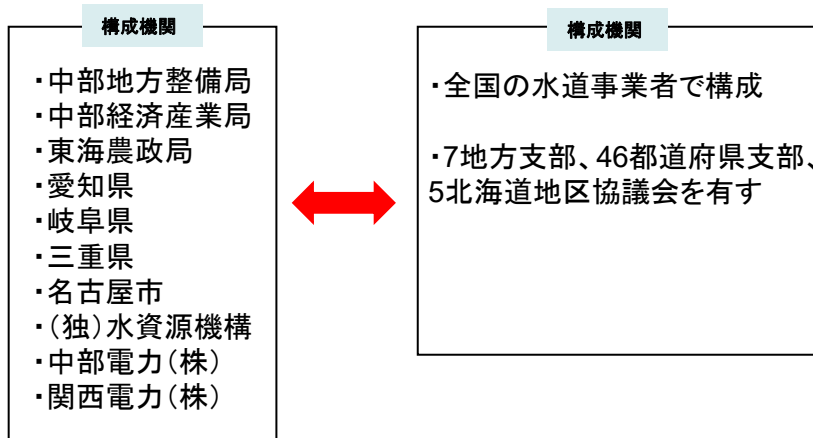 構成機関
・中部地方整備局
・中部経済産業局
・東海農政局
・愛知県
・岐阜県
・三重県
・名古屋市
・(独)水資源機構
・中部電力(株)
・関西電力(株)
構成機関
・全国の水道事業者で構成
・7地方支部、46都道府県支部、
5北海道地区協議会を有す